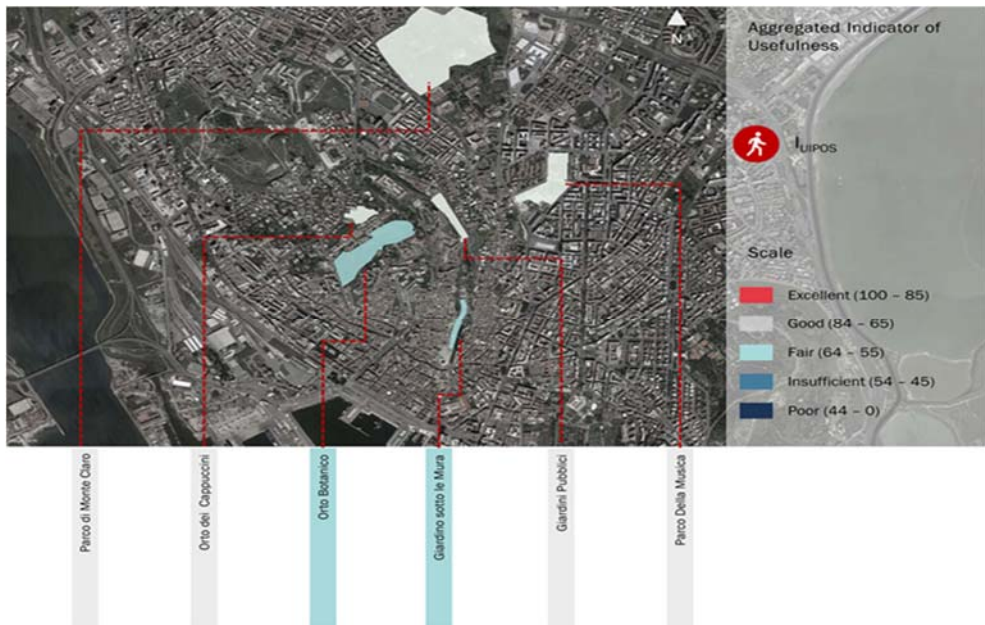 N
Aggregated Indicator of
Usefulness
IUIPOS
Scale
Excellent (100 – 85)
Good (84 – 65)
Fair (64 – 55)
Insufficient (54 – 45)
Poor (44 – 0)
Parco di Monte Claro
Orto dei Cappuccini
Orto Botanico
Giardino sotto le Mura
Giardini Pubblici
Parco Della Musica